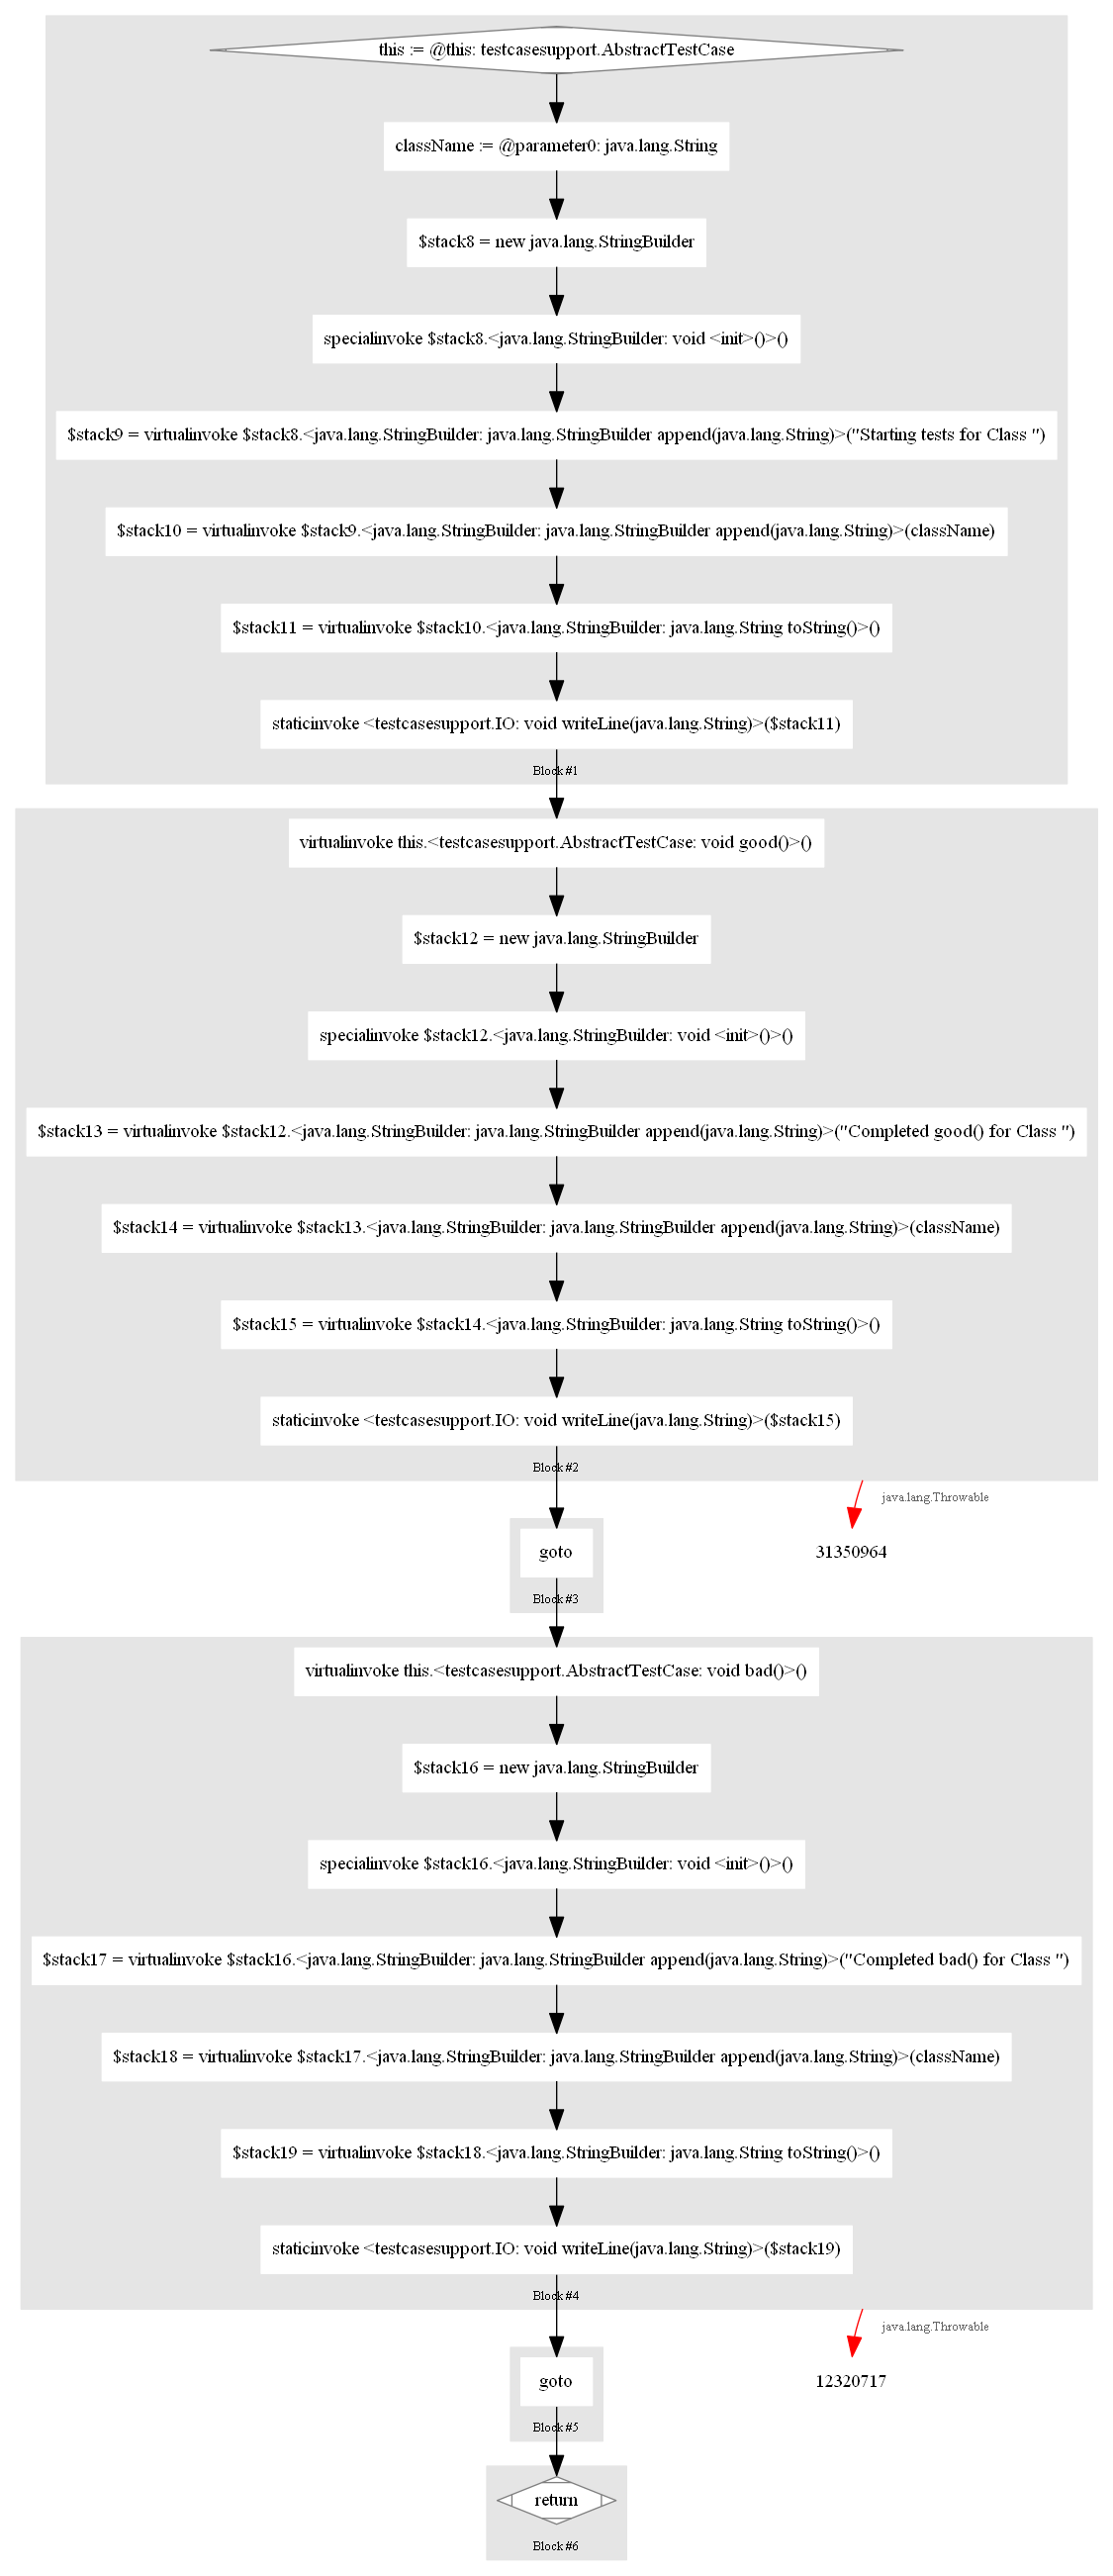 this := @this: testcasesupport.AbstractTestCase
className := @parameter0: java.lang.String
$stack8 = new java.lang.StringBuilder
specialinvoke $stack8.<java.lang.StringBuilder: void <init>()>()
$stack9 = virtualinvoke $stack8.<java.lang.StringBuilder: java.lang.StringBuilder append(java.lang.String)>("Starting tests for Class ")
$stack10 = virtualinvoke $stack9.<java.lang.StringBuilder: java.lang.StringBuilder append(java.lang.String)>(className)
$stack11 = virtualinvoke $stack10.<java.lang.StringBuilder: java.lang.String toString()>()
staticinvoke <testcasesupport.IO: void writeLine(java.lang.String)>($stack11)
Block #1
virtualinvoke this.<testcasesupport.AbstractTestCase: void good()>()
$stack12 = new java.lang.StringBuilder
specialinvoke $stack12.<java.lang.StringBuilder: void <init>()>()
$stack13 = virtualinvoke $stack12.<java.lang.StringBuilder: java.lang.StringBuilder append(java.lang.String)>("Completed good() for Class ")
$stack14 = virtualinvoke $stack13.<java.lang.StringBuilder: java.lang.StringBuilder append(java.lang.String)>(className)
$stack15 = virtualinvoke $stack14.<java.lang.StringBuilder: java.lang.String toString()>()
staticinvoke <testcasesupport.IO: void writeLine(java.lang.String)>($stack15)
Block #2
java.lang.Throwable
goto
31350964
Block #3
virtualinvoke this.<testcasesupport.AbstractTestCase: void bad()>()
$stack16 = new java.lang.StringBuilder
specialinvoke $stack16.<java.lang.StringBuilder: void <init>()>()
$stack17 = virtualinvoke $stack16.<java.lang.StringBuilder: java.lang.StringBuilder append(java.lang.String)>("Completed bad() for Class ")
$stack18 = virtualinvoke $stack17.<java.lang.StringBuilder: java.lang.StringBuilder append(java.lang.String)>(className)
$stack19 = virtualinvoke $stack18.<java.lang.StringBuilder: java.lang.String toString()>()
staticinvoke <testcasesupport.IO: void writeLine(java.lang.String)>($stack19)
Block #4
java.lang.Throwable
goto
12320717
Block #5
return
Block #6